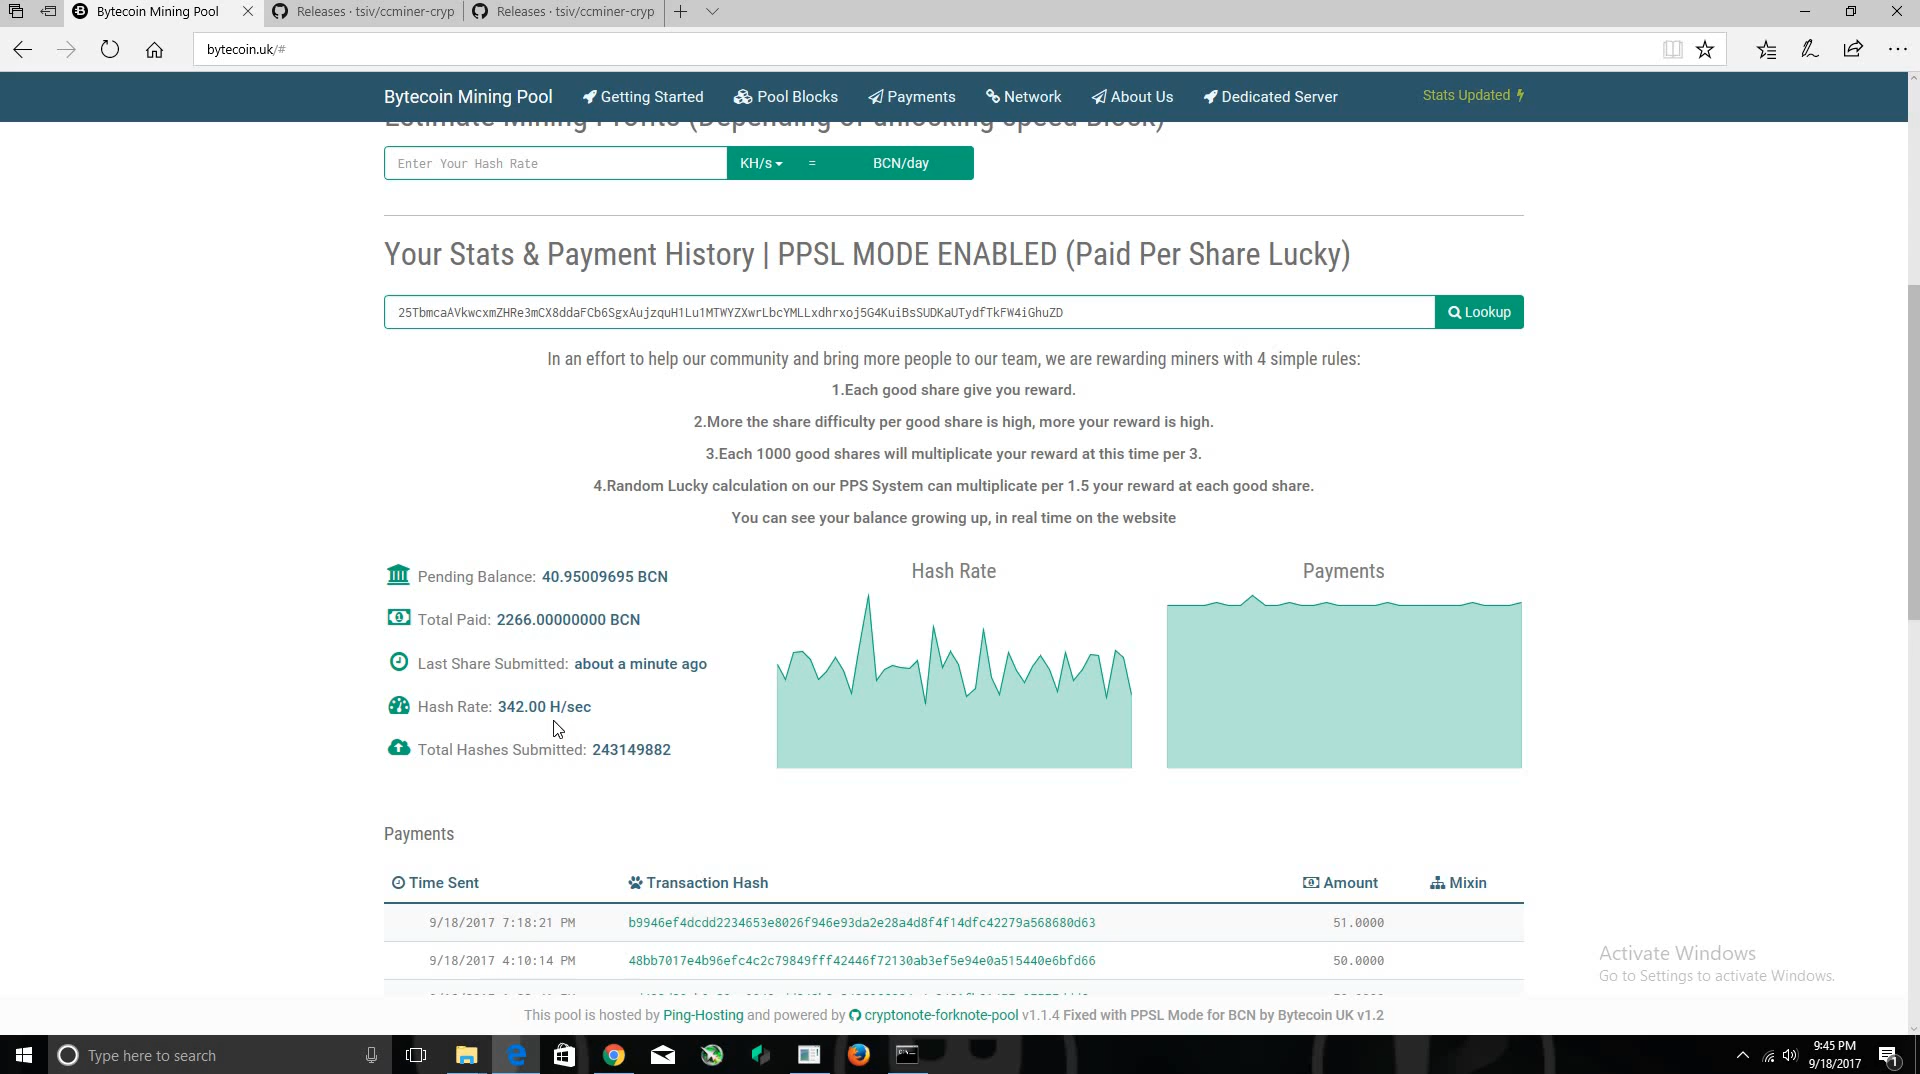 Bytecoin Mining Pool
Releases · tsiv/ccminer-cryp
Releases · tsiv/ccminer-cryp
bytecoin.uk/#
Bytecoin Mining Pool
Getting Started
Pool Blocks
Payments
Network
About Us
Dedicated Server
Stats Updated
Estimate Mining Profits (Depending of unlocking speed Block)
Enter Your Hash Rate
KH/s
=
BCN/day
Your Stats & Payment History | PPSL MODE ENABLED (Paid Per Share Lucky)
25TbmcaAVkwcxmZHRe3mCX8ddaFCb6SgxAujzquH1Lu1MTWYZXwrLbcYMLLxdhrxoj5G4KuiBsSUDKaUTydfTkFW4iGhuZD
Lookup
In an effort to help our community and bring more people to our team, we are rewarding miners with 4 simple rules:
1.Each good share give you reward.
2.More the share difficulty per good share is high, more your reward is high.
3.Each 1000 good shares will multiplicate your reward at this time per 3.
4.Random Lucky calculation on our PPS System can multiplicate per 1.5 your reward at each good share.
You can see your balance growing up, in real time on the website
Pending Balance: 40.95009695 BCN
Total Paid: 2266.00000000 BCN
Last Share Submitted: about a minute ago
Hash Rate: 342.00 H/sec
Total Hashes Submitted: 243149882
Hash Rate
Payments
Payments
Time Sent
Transaction Hash
Amount
Mixin
9/18/2017 7:18:21 PM
b9946ef4dcdd2234653e8026f946e93da2e28a4d8f4f14dfc42279a568680d63
51.0000
9/18/2017 4:10:14 PM
48bb7017e4b96efc4c2c79849fff42446f72130ab3ef5e94e0a515440e6bfd66
50.0000
Activate Windows
Go to Settings to activate Windows.
This pool is hosted by Ping-Hosting and powered by cryptonote-forknote-pool v1.1.4 Fixed with PPSL Mode for BCN by Bytecoin UK v1.2
Type here to search
9:45 PM
9/18/2017
1